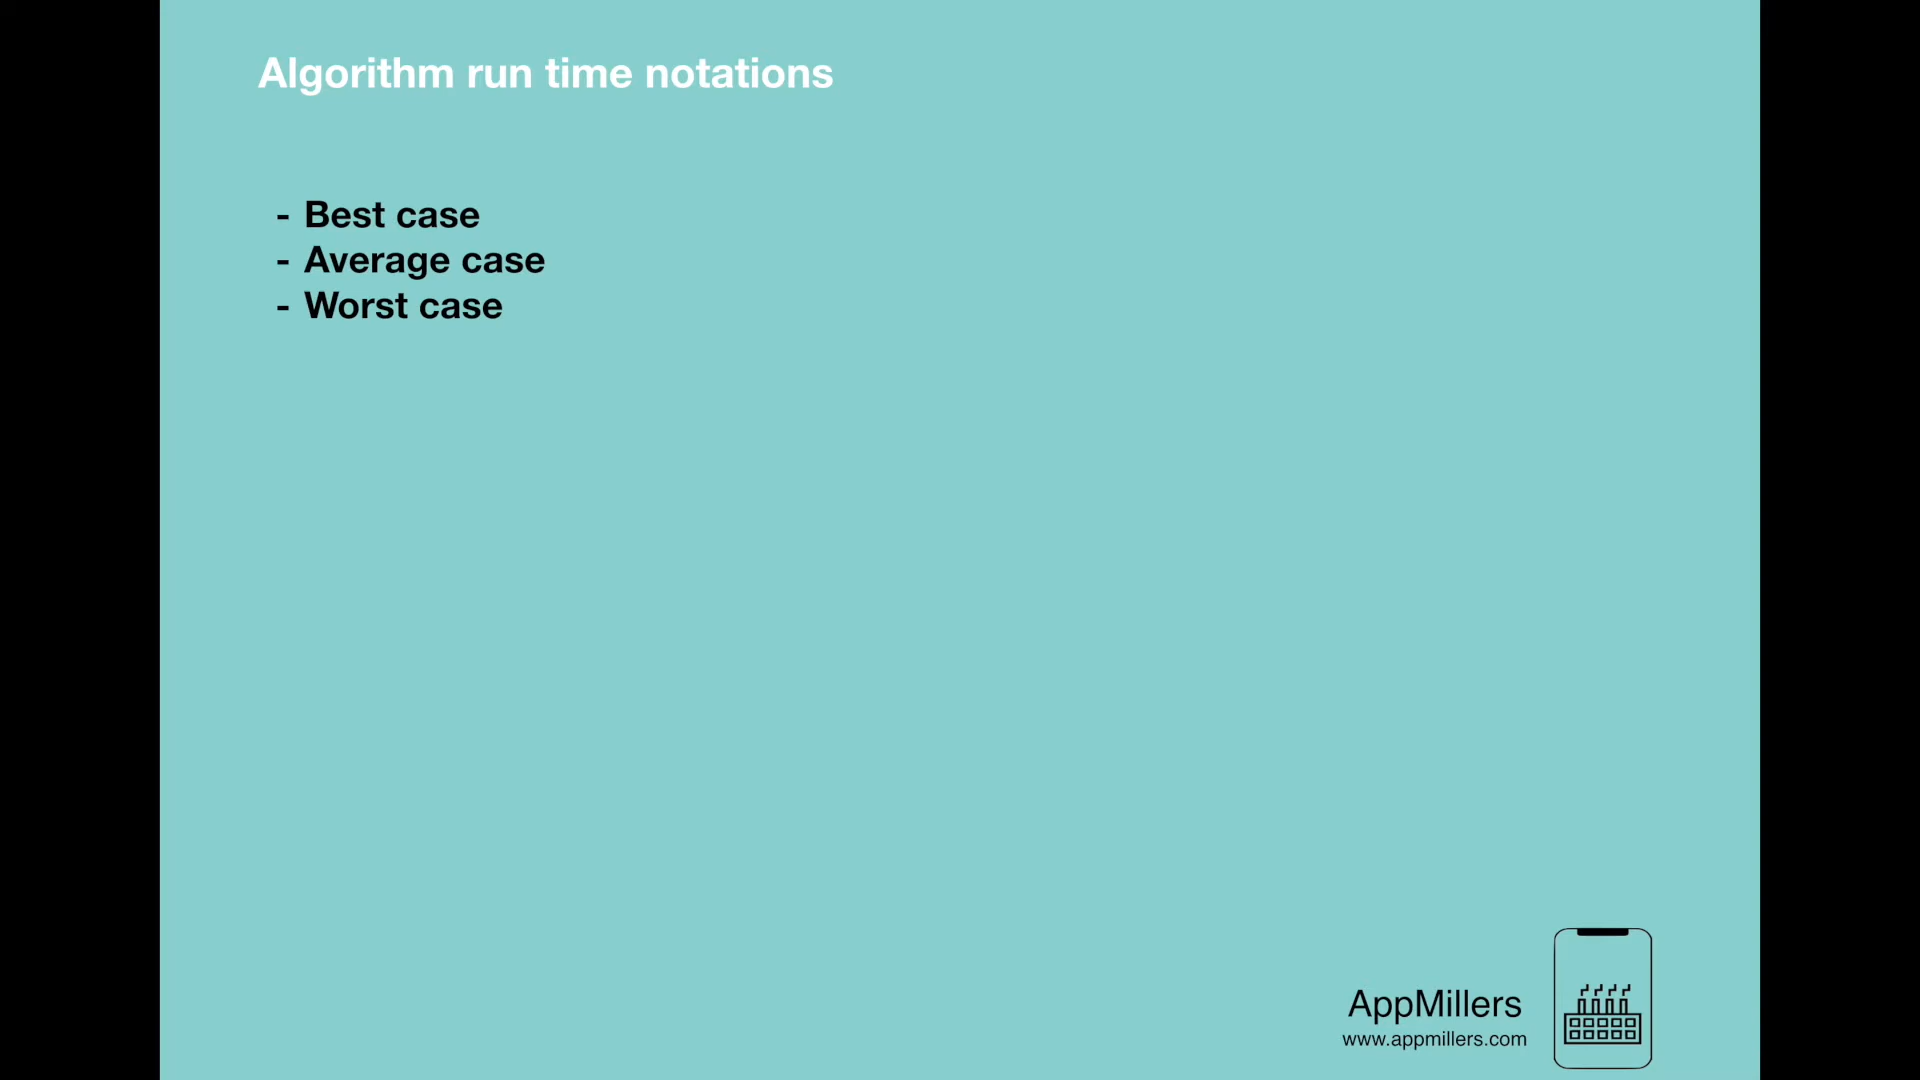 Algorithm run time notations
- Best case
- Average case
- Worst case
AppMillers
www.appmillers.com